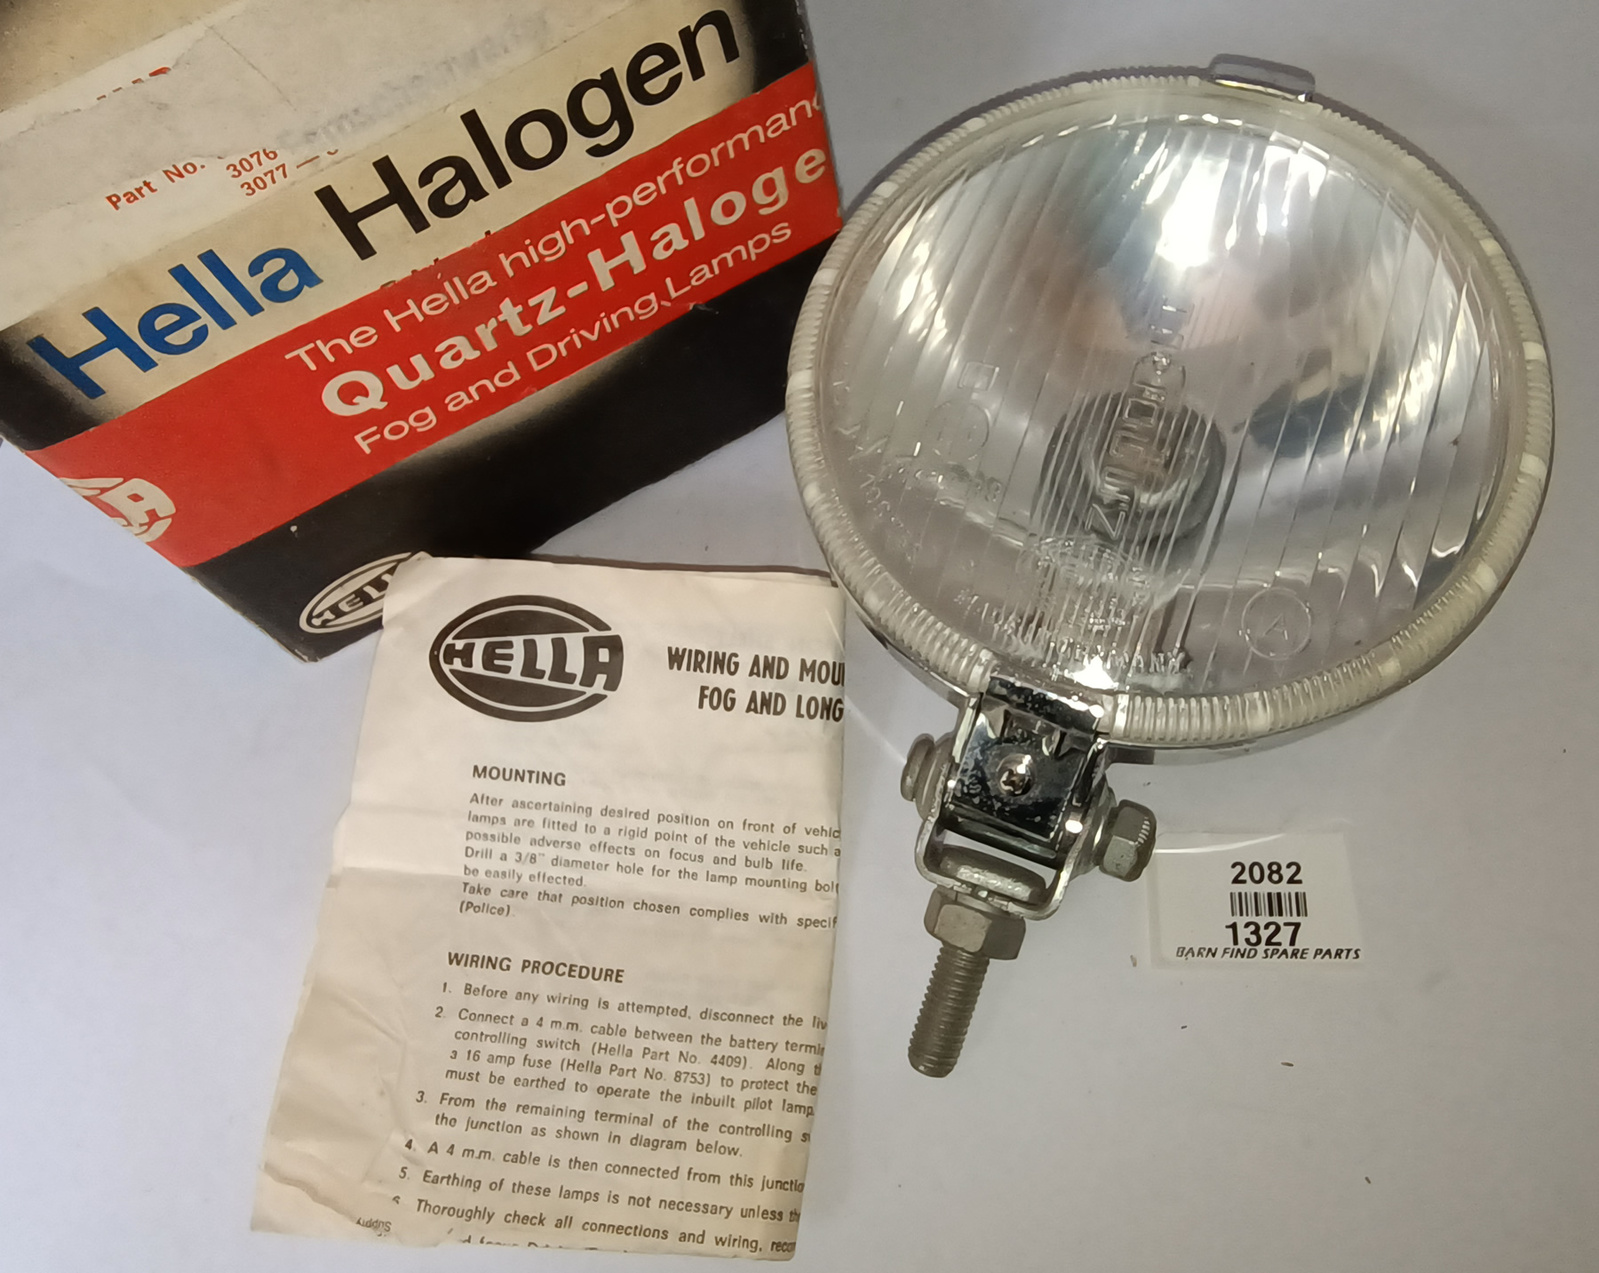 Part No.
3076
3077 —
Hella Halogen
The Hella high-performanc
Quartz-Haloge
Fog and Driving Lamps
HELLA
HELLA
WIRING AND MOU
FOG AND LONG
MOUNTING
After ascertaining desired position on front of vehic
lamps are fitted to a rigid point of the vehicle such a
possible adverse effects on focus and bulb life.
Drill a 3/8" diameter hole for the lamp mounting bolt
be easily effected.
Take care that position chosen complies with specif
(Police).
WIRING PROCEDURE
1. Before any wiring is attempted, disconnect the liv
2. Connect a 4 m.m. cable between the battery termi
controlling switch (Hella Part No. 4409). Along t
a 16 amp fuse (Hella Part No. 8753) to protect the
must be earthed to operate the inbuilt pilot lamp.
3. From the remaining terminal of the controlling s
the junction as shown in diagram below.
4. A 4 m.m. cable is then connected from this junctio
5. Earthing of these lamps is not necessary unless th
6. Thoroughly check all connections and wiring, recon
Supply
A
2082
1327
BARN FIND SPARE PARTS